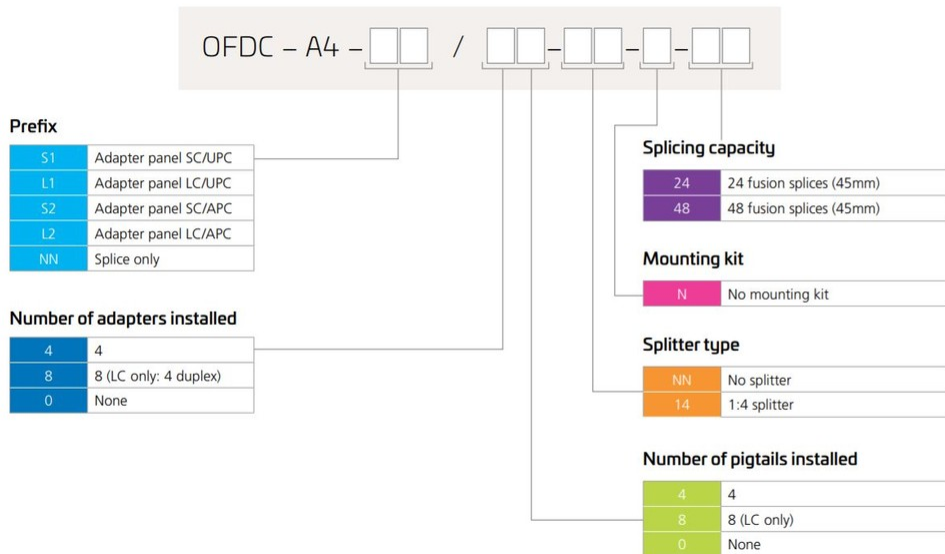 OFDC – A4 – / - - -
Prefix
S1 Adapter panel SC/UPC
L1 Adapter panel LC/UPC
S2 Adapter panel SC/APC
L2 Adapter panel LC/APC
NN Splice only
Number of adapters installed
4 4
8 8 (LC only: 4 duplex)
0 None
Splicing capacity
24 24 fusion splices (45mm)
48 48 fusion splices (45mm)
Mounting kit
N No mounting kit
Splitter type
NN No splitter
14 1:4 splitter
Number of pigtails installed
4 4
8 8 (LC only)
0 None